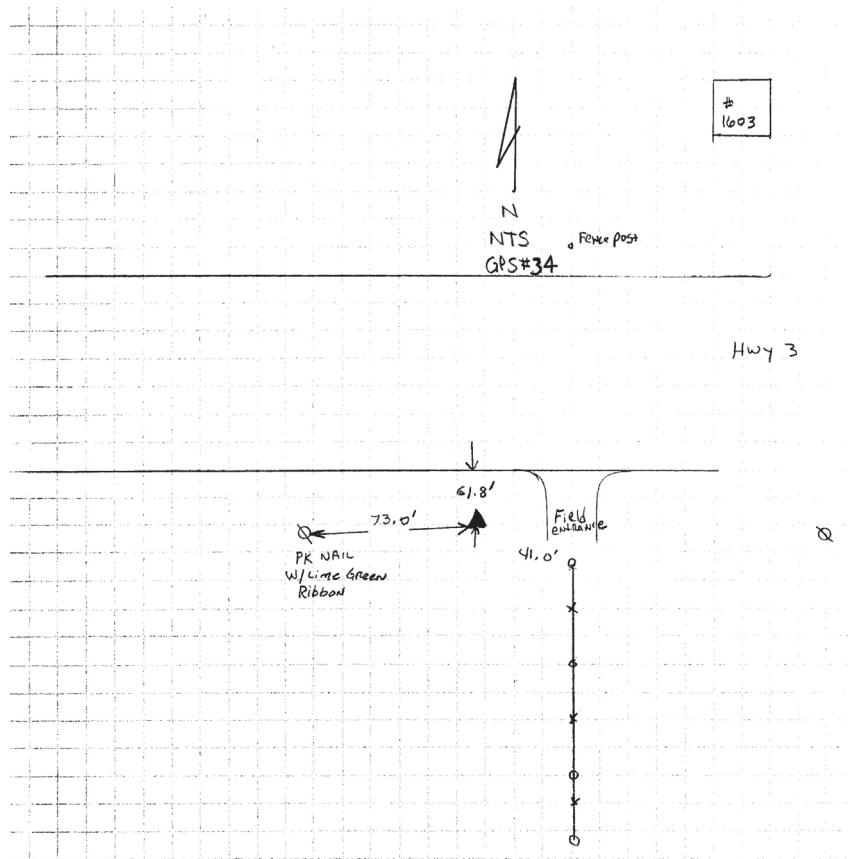 #
1603
N
NTS
Fence post
GPS#34
Hwy 3
61.8'
73.0'
Field
ENTRANCE
41.0'
PK NAIL
W/Lime Green
Ribbon